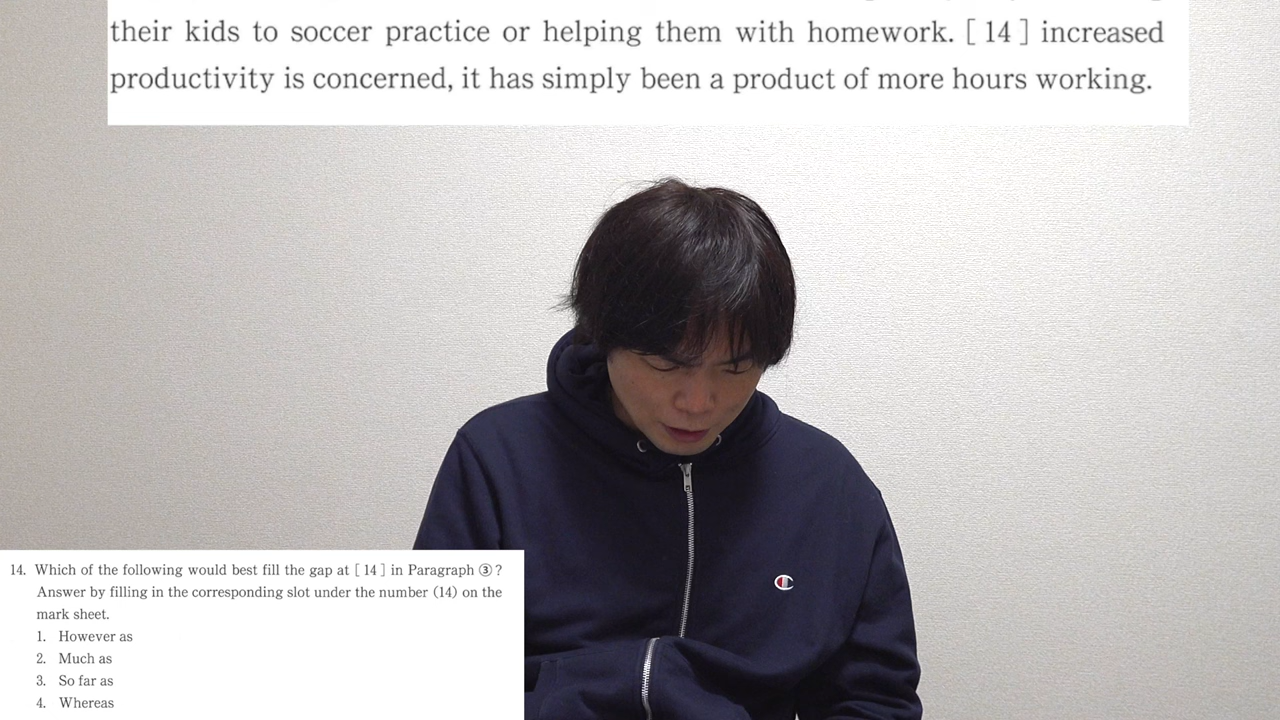 their kids to soccer practice or helping them with homework. [ 14 ] increased
productivity is concerned, it has simply been a product of more hours working.
14. Which of the following would best fill the gap at [ 14 ] in Paragraph ③ ?
Answer by filling in the corresponding slot under the number (14) on the
mark sheet.
1. However as
2. Much as
3. So far as
4. Whereas